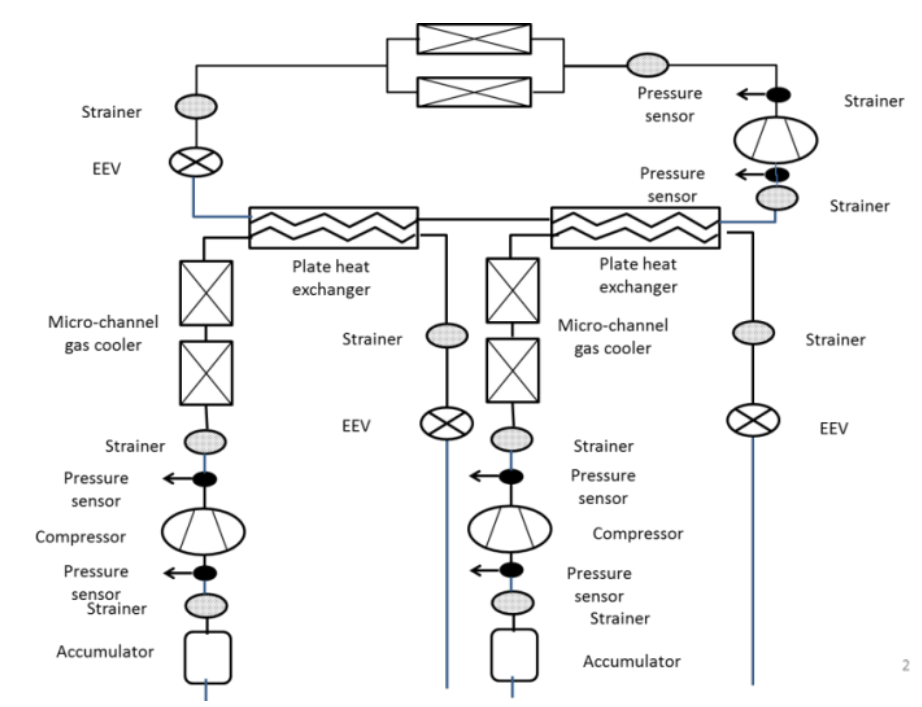 Pressure
sensor
Strainer
Strainer
EEV
Pressure
sensor
Strainer
Plate heat
exchanger
Plate heat
exchanger
Micro-channel
gas cooler
Strainer
Micro-channel
gas cooler
Strainer
EEV
EEV
Strainer
Strainer
Pressure
sensor
Pressure
sensor
Compressor
Compressor
Pressure
sensor
Strainer
Pressure
sensor
Strainer
Accumulator
Accumulator
2